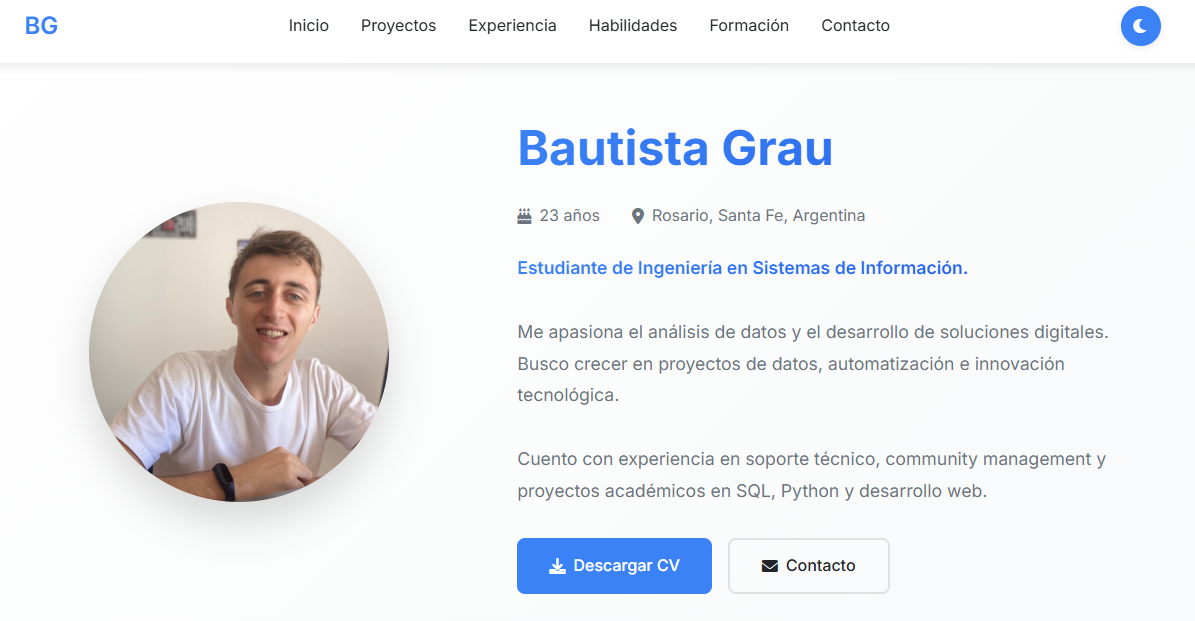 BG
Inicio Proyectos Experiencia Habilidades Formación Contacto
Bautista Grau
23 años Rosario, Santa Fe, Argentina
Estudiante de Ingeniería en Sistemas de Información.
Me apasiona el análisis de datos y el desarrollo de soluciones digitales.
Busco crecer en proyectos de datos, automatización e innovación
tecnológica.
Cuento con experiencia en soporte técnico, community management y
proyectos académicos en SQL, Python y desarrollo web.
Descargar CV Contacto